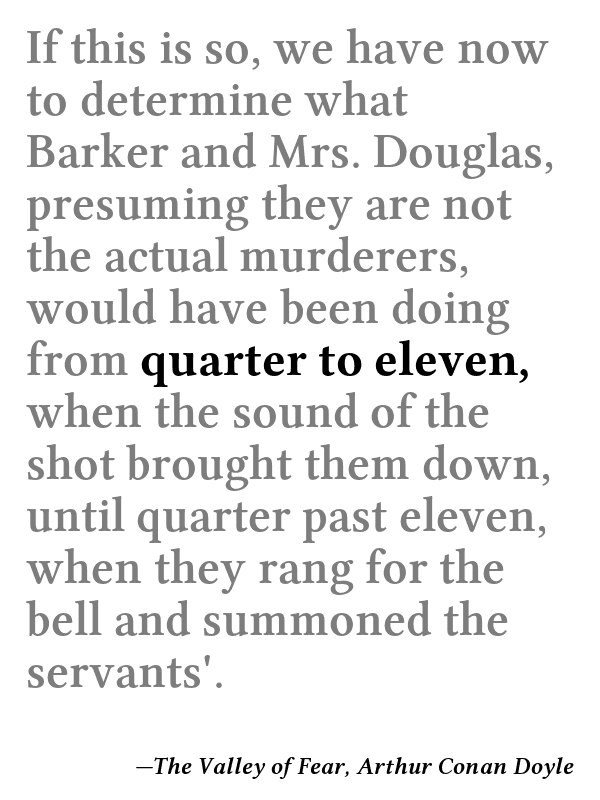 If this is so, we have now
to determine what
Barker and Mrs. Douglas,
presuming they are not
the actual murderers,
would have been doing
from quarter to eleven,
when the sound of the
shot brought them down,
until quarter past eleven,
when they rang for the
bell and summoned the
servants'.
—The Valley of Fear, Arthur Conan Doyle